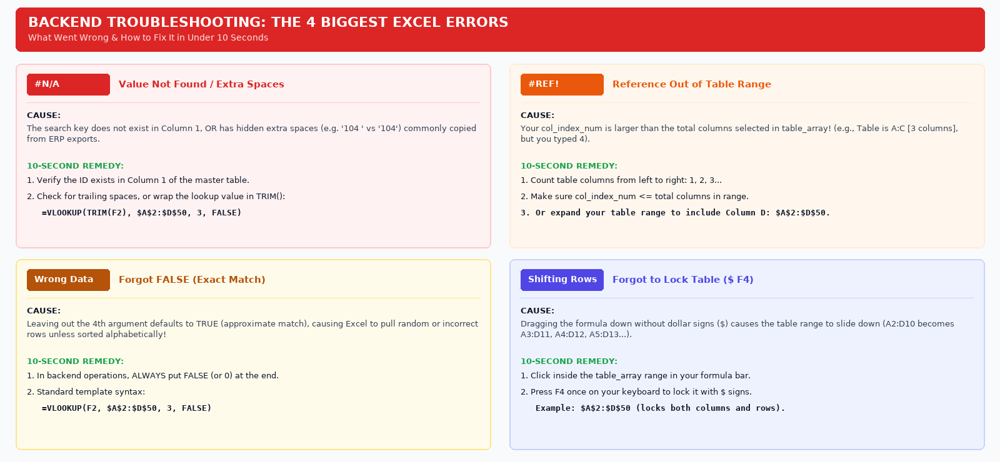 BACKEND TROUBLESHOOTING: THE 4 BIGGEST EXCEL ERRORS
What Went Wrong & How to Fix It in Under 10 Seconds
#N/A
Value Not Found / Extra Spaces
CAUSE:
The search key does not exist in Column 1, OR has hidden extra spaces (e.g. '104 ' vs '104') commonly copied
from ERP exports.
10-SECOND REMEDY:
1. Verify the ID exists in Column 1 of the master table.
2. Check for trailing spaces, or wrap the lookup value in TRIM():
=VLOOKUP(TRIM(F2), $A$2:$D$50, 3, FALSE)
#REF!
Reference Out of Table Range
CAUSE:
Your col_index_num is larger than the total columns selected in table_array! (e.g., Table is A:C [3 columns],
but you typed 4).
10-SECOND REMEDY:
1. Count table columns from left to right: 1, 2, 3...
2. Make sure col_index_num <= total columns in range.
3. Or expand your table range to include Column D: $A$2:$D$50.
Wrong Data
Forgot FALSE (Exact Match)
CAUSE:
Leaving out the 4th argument defaults to TRUE (approximate match), causing Excel to pull random or incorrect
rows unless sorted alphabetically!
10-SECOND REMEDY:
1. In backend operations, ALWAYS put FALSE (or 0) at the end.
2. Standard template syntax:
=VLOOKUP(F2, $A$2:$D$50, 3, FALSE)
Shifting Rows
Forgot to Lock Table ($ F4)
CAUSE:
Dragging the formula down without dollar signs ($) causes the table range to slide down (A2:D10 becomes
A3:D11, A4:D12, A5:D13...).
10-SECOND REMEDY:
1. Click inside the table_array range in your formula bar.
2. Press F4 once on your keyboard to lock it with $ signs.
Example: $A$2:$D$50 (locks both columns and rows).